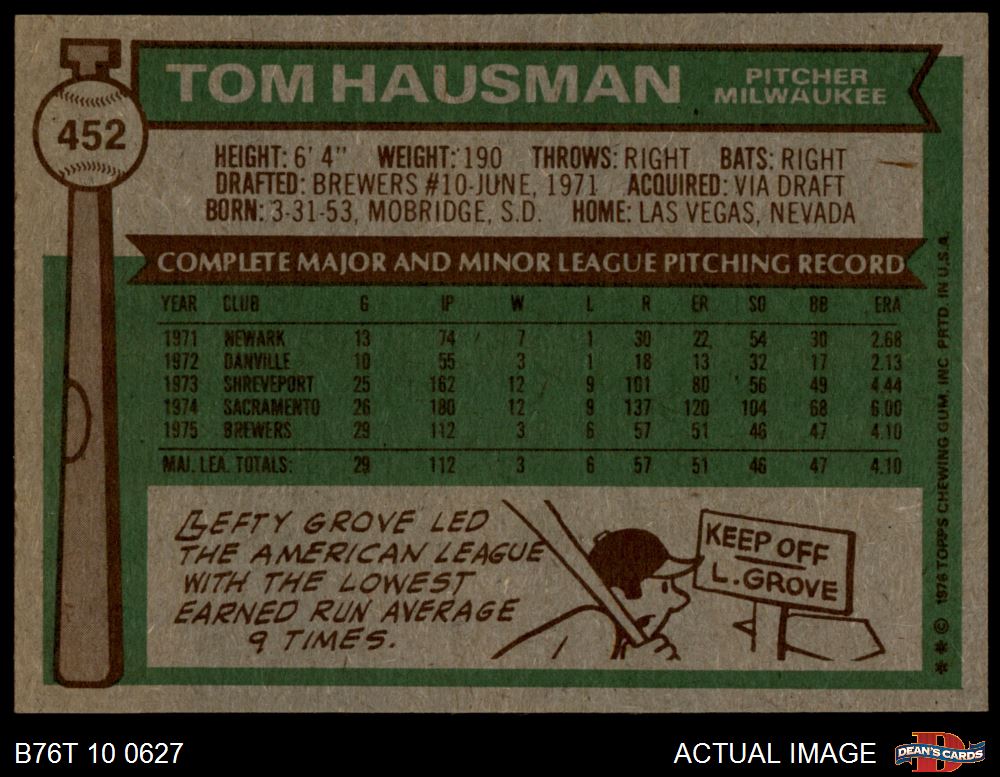 452
TOM HAUSMAN
PITCHER
MILWAUKEE
HEIGHT: 6' 4" WEIGHT: 190 THROWS: RIGHT BATS: RIGHT
DRAFTED: BREWERS #10-JUNE, 1971 ACQUIRED: VIA DRAFT
BORN: 3-31-53, MOBRIDGE, S.D. HOME: LAS VEGAS, NEVADA
COMPLETE MAJOR AND MINOR LEAGUE PITCHING RECORD
YEAR CLUB G IP W L R ER SO BB ERA
1971 NEWARK 13 74 7 1 30 22 54 30 2.68
1972 DANVILLE 10 55 3 1 18 13 32 17 2.13
1973 SHREVEPORT 25 162 12 9 101 80 56 49 4.44
1974 SACRAMENTO 26 180 12 9 137 120 104 68 6.00
1975 BREWERS 29 112 3 6 57 51 46 47 4.10
MAJ. LEA. TOTALS: 29 112 3 6 57 51 46 47 4.10
LEFTY GROVE LED
THE AMERICAN LEAGUE
WITH THE LOWEST
EARNED RUN AVERAGE
9 TIMES.
KEEP OFF
L. GROVE
** © 1976 TOPPS CHEWING GUM, INC PRTD. IN U.S.A.
B76T 10 0627
ACTUAL IMAGE
D
DEAN'S CARDS